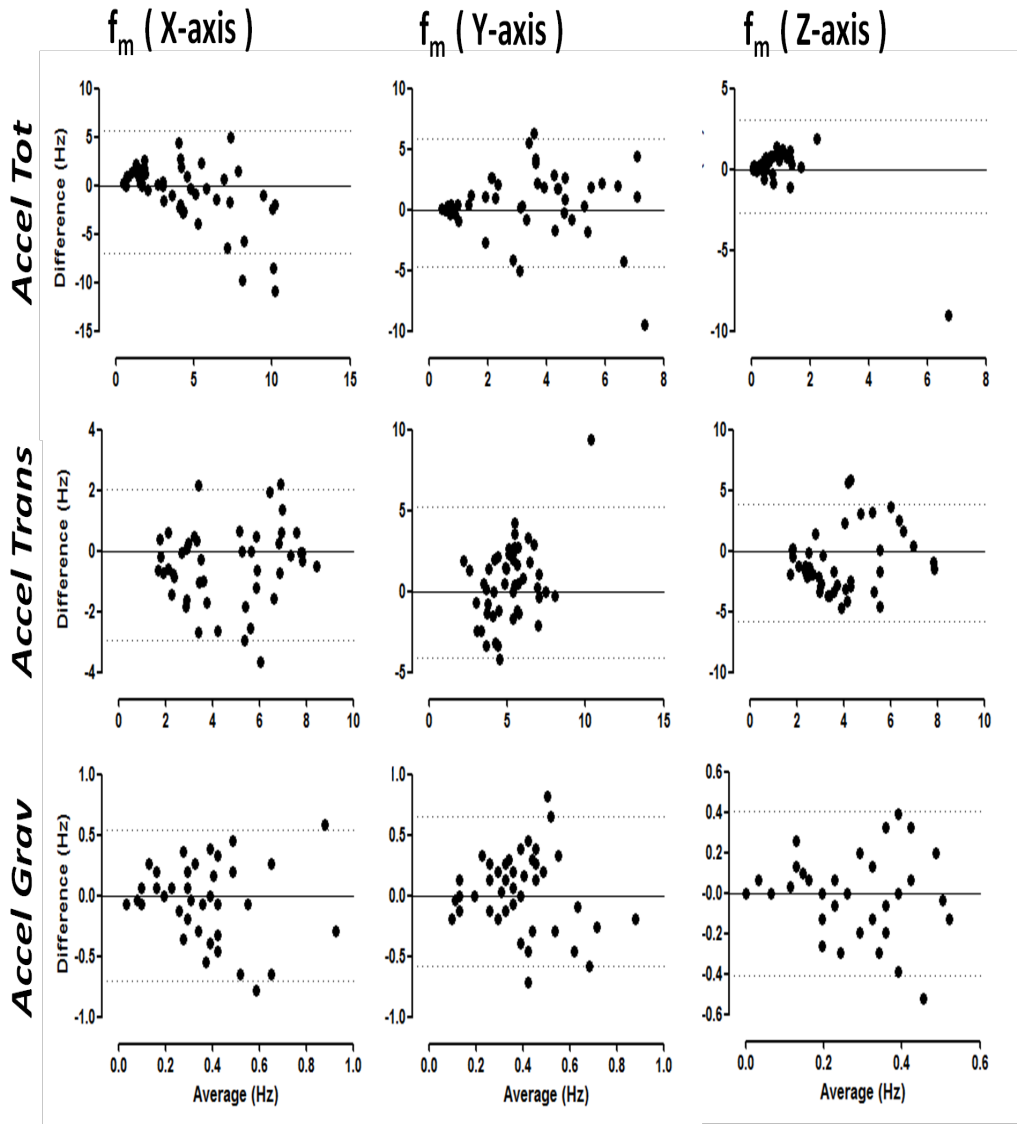 fm ( X-axis ) fm ( Y-axis ) fm ( Z-axis )
Accel Tot
Difference (Hz)
10
5
0
-5
-10
-15
0 5 10 15
10
5
0
-5
-10
0 2 4 6 8
5
0
-5
-10
0 2 4 6 8
Accel Trans
Difference (Hz)
4
2
0
-2
-4
0 2 4 6 8 10
10
5
0
-5
0 5 10 15
10
5
0
-5
-10
0 2 4 6 8 10
Accel Grav
Difference (Hz)
1.0
0.5
0.0
-0.5
-1.0
0.0 0.2 0.4 0.6 0.8 1.0
Average (Hz)
1.0
0.5
0.0
-0.5
-1.0
0.0 0.2 0.4 0.6 0.8 1.0
Average (Hz)
0.6
0.4
0.2
-0.0
-0.2
-0.4
-0.6
0.0 0.2 0.4 0.6
Average (Hz)